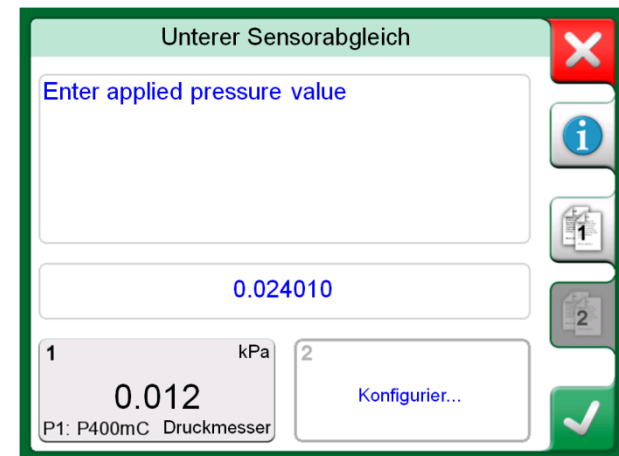 Unterer Sensorabgleich
Enter applied pressure value
i
1
0.024010
2
1 kPa
0.012
P1: P400mC Druckmesser
2
Konfigurier...